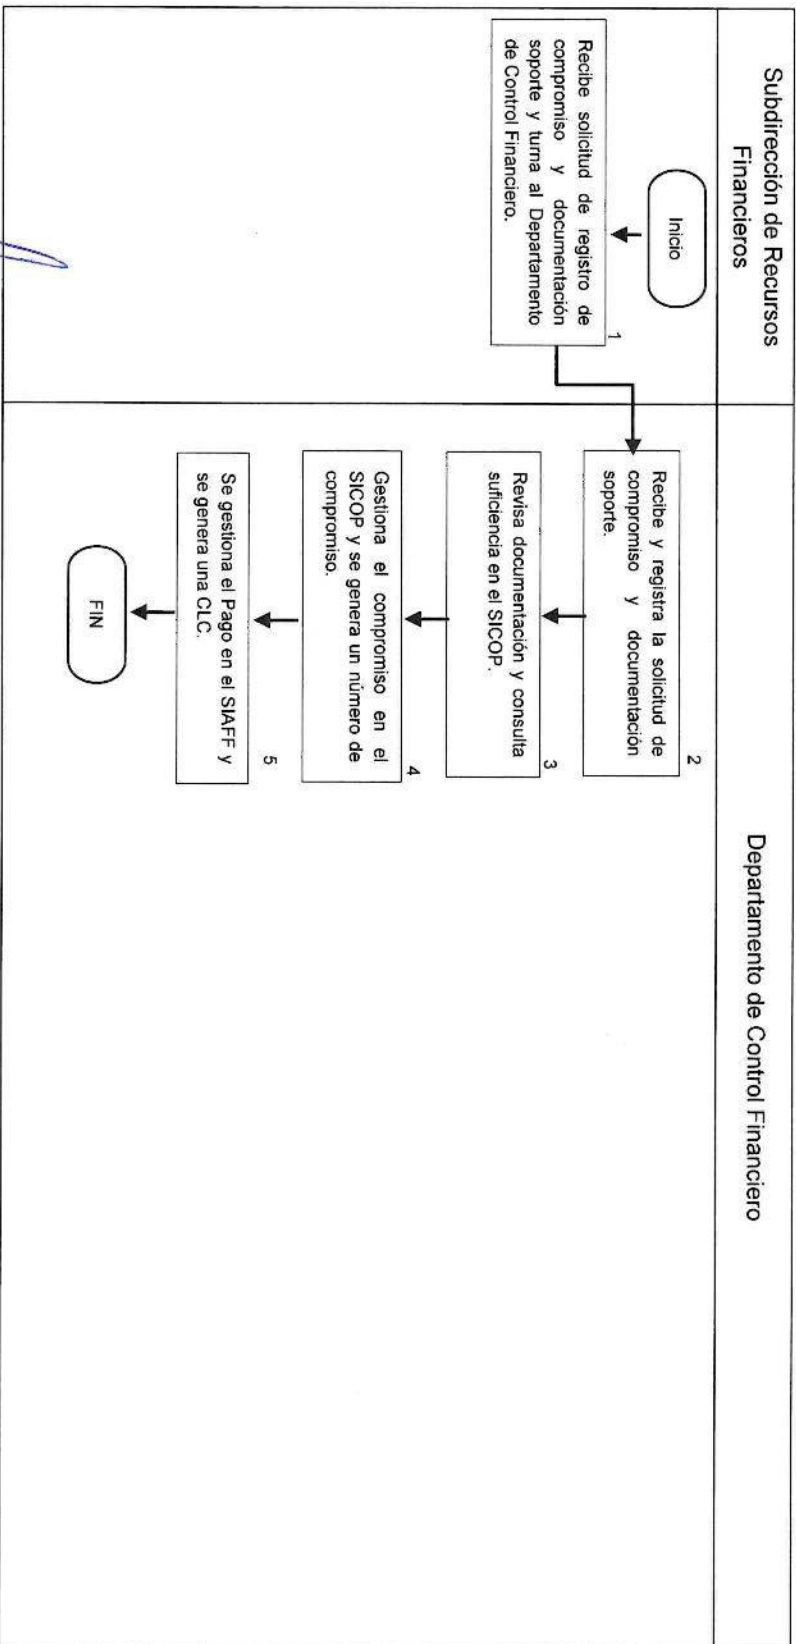 Subdirección de Recursos
Financieros
Departamento de Control Financiero
Inicio
1
Recibe solicitud de registro de
compromiso y documentación
soporte y turna al Departamento
de Control Financiero.
2
Recibe y registra la solicitud de
compromiso y documentación
soporte.
3
Revisa documentación y consulta
suficiencia en el SICOP.
4
Gestiona el compromiso en el
SICOP y se genera un número de
compromiso.
5
Se gestiona el Pago en el SIAFF y
se genera una CLC.
FIN